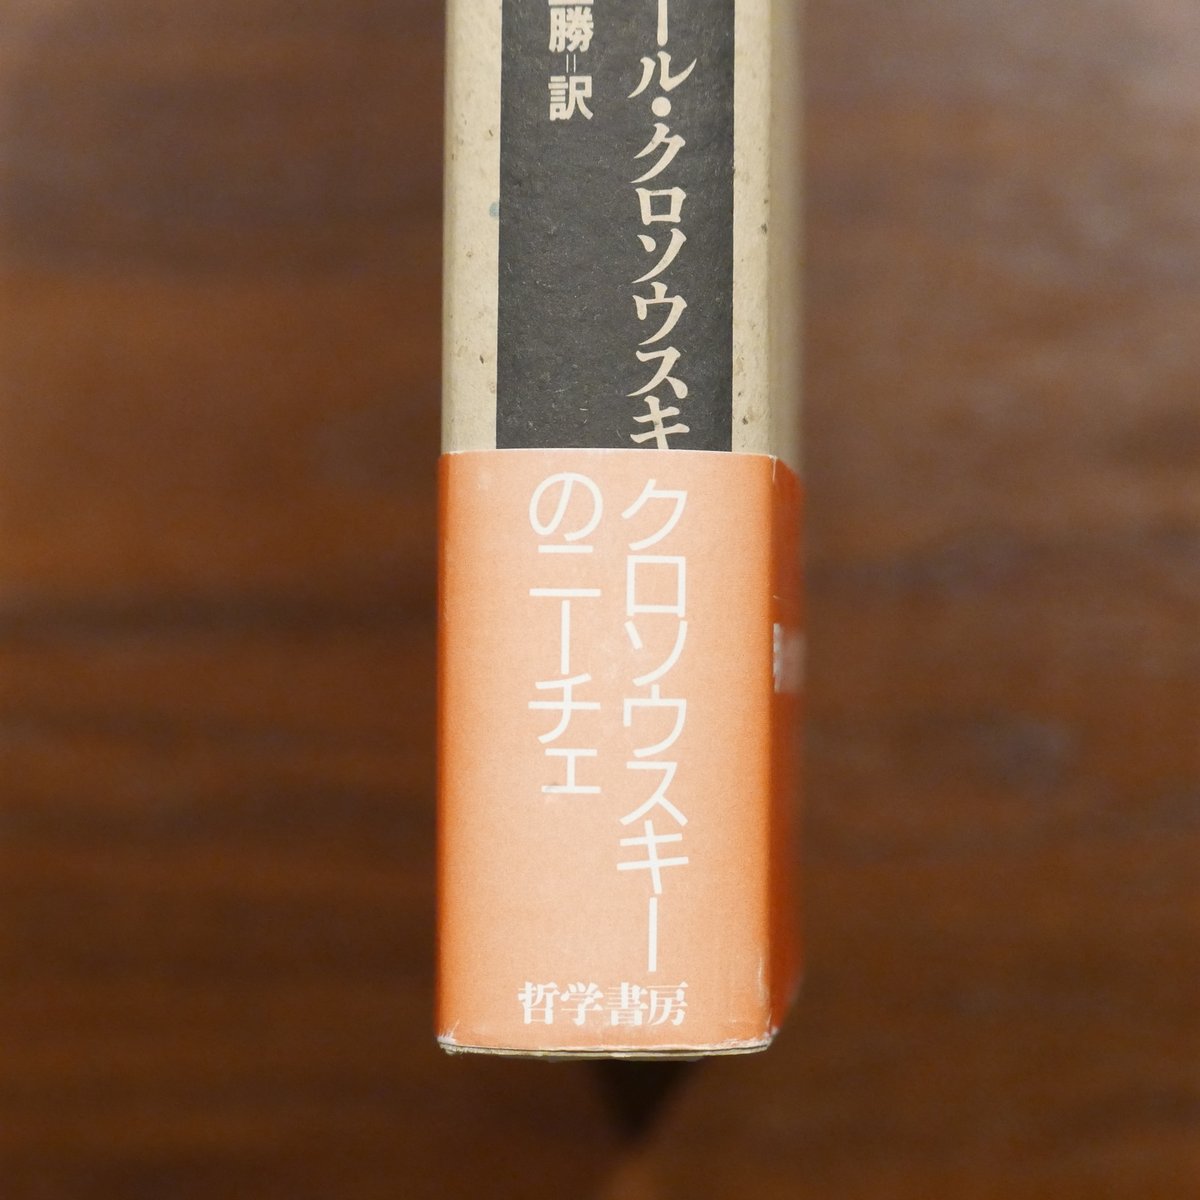 ール・クロソウスキ
勝=訳
クロソウスキー
のニーチェ
哲学書房